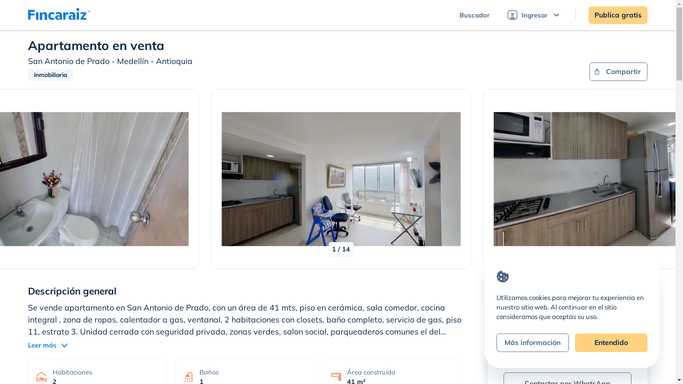 Fincaraíz
Buscador
Ingresar
Publica gratis
Apartamento en venta
San Antonio de Prado - Medellín - Antioquia
Inmobiliaria
Compartir
1 / 14
Descripción general
Se vende apartamento en San Antonio de Prado, con un área de 41 mts, piso en cerámica, sala comedor, cocina
integral , zona de ropas, calentador a gas, ventanal, 2 habitaciones con closets, baño completo, servicio de gas, piso
11, estrato 3. Unidad cerrada con seguridad privada, zonas verdes, salon social, parqueaderos comunes el del...
Leer más
Habitaciones
2
Baños
1
Área construida
41 m²
Utilizamos cookies para mejorar tu experiencia en
nuestro sitio web. Al continuar en el sitio
consideramos que aceptas su uso.
Más información
Entendido
Contactar por WhatsApp